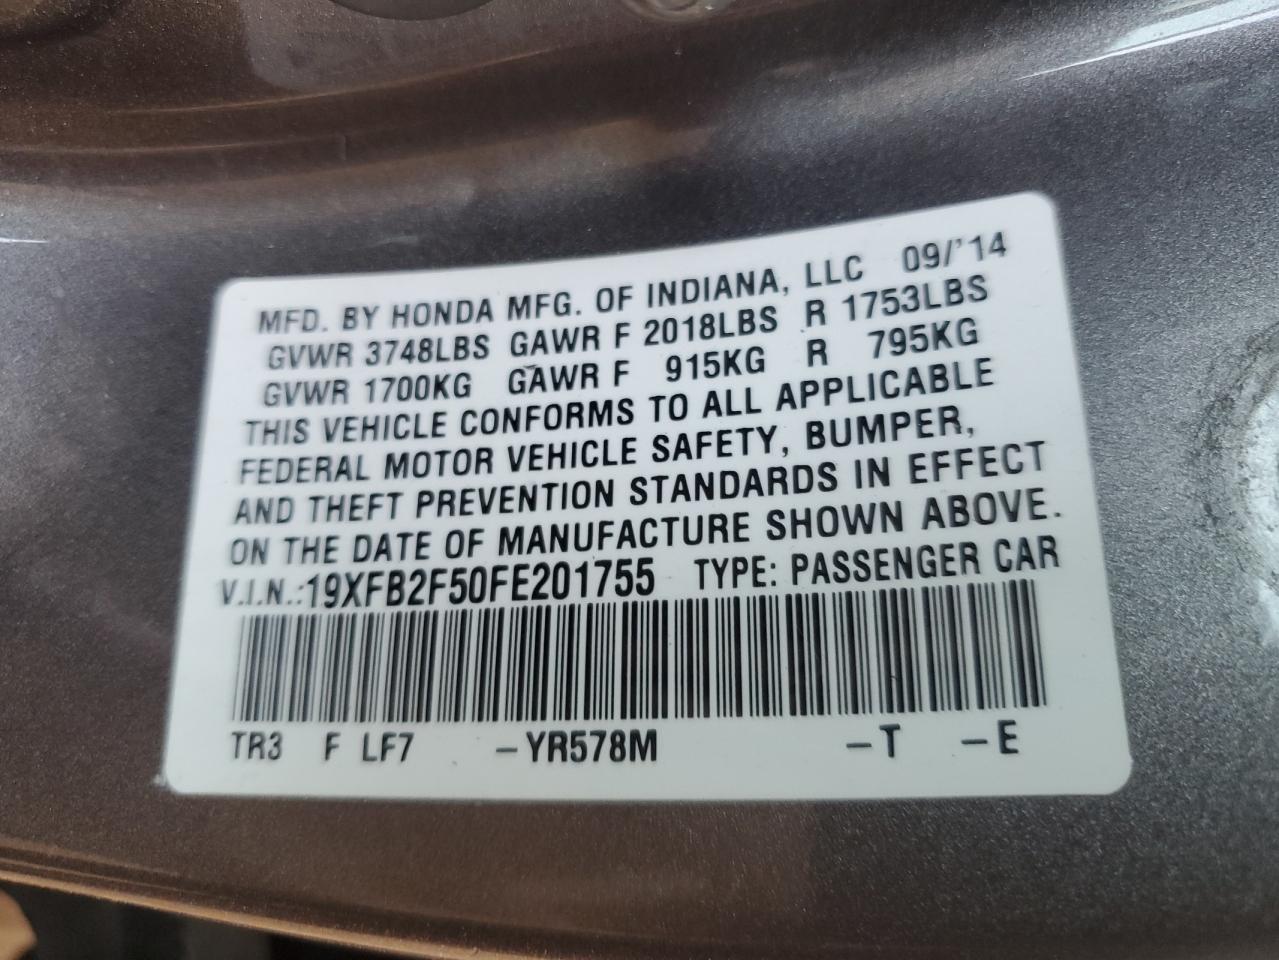 MFD. BY HONDA MFG. OF INDIANA, LLC 09/'14
GVWR 3748LBS GAWR F 2018LBS R 1753LBS
GVWR 1700KG GAWR F 915KG R 795KG
THIS VEHICLE CONFORMS TO ALL APPLICABLE
FEDERAL MOTOR VEHICLE SAFETY, BUMPER,
AND THEFT PREVENTION STANDARDS IN EFFECT
ON THE DATE OF MANUFACTURE SHOWN ABOVE.
V.I.N.:19XFB2F50FE201755 TYPE: PASSENGER CAR
TR3 F LF7 -YR578M -T -E